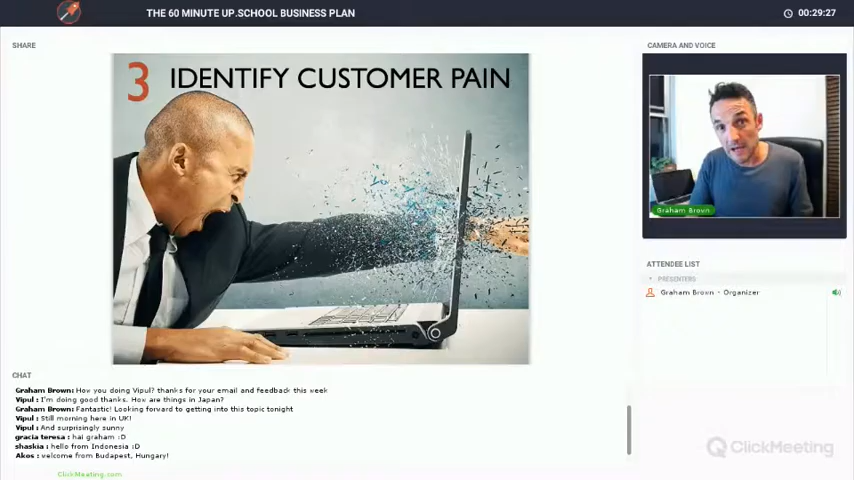 THE 60 MINUTE UP.SCHOOL BUSINESS PLAN
00:29:27
SHARE
3 IDENTIFY CUSTOMER PAIN
CAMERA AND VOICE
Graham Brown
ATTENDEE LIST
PRESENTERS
Graham Brown - Organizer
CHAT
Graham Brown: How you doing Vipul? thanks for your email and feedback this week
Vipul : I'm doing good thanks. How are things in Japan?
Graham Brown: Fantastic! Looking forward to getting into this topic tonight
Vipul : Still morning here in UK!
Vipul : And surprisingly sunny
gracia teresa : hai graham :D
shaskia : hello from Indonesia :D
Akos : welcome from Budapest, Hungary!
ClickMeeting.com
ClickMeeting